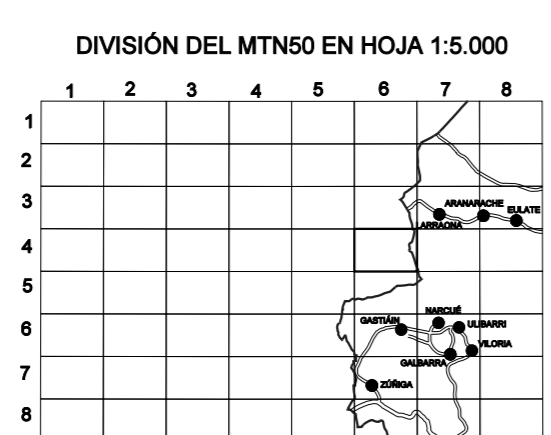 DIVISIÓN DEL MTN50 EN HOJA 1:5.000
1 2 3 4 5 6 7 8
1
2
3
ARANARACHE
EULATE
LARRAONA
4
5
6
NARCUÉ
GASTIÁIN
ULIBARRI
VILORIA
GALBARRA
7
ZÚÑIGA
8